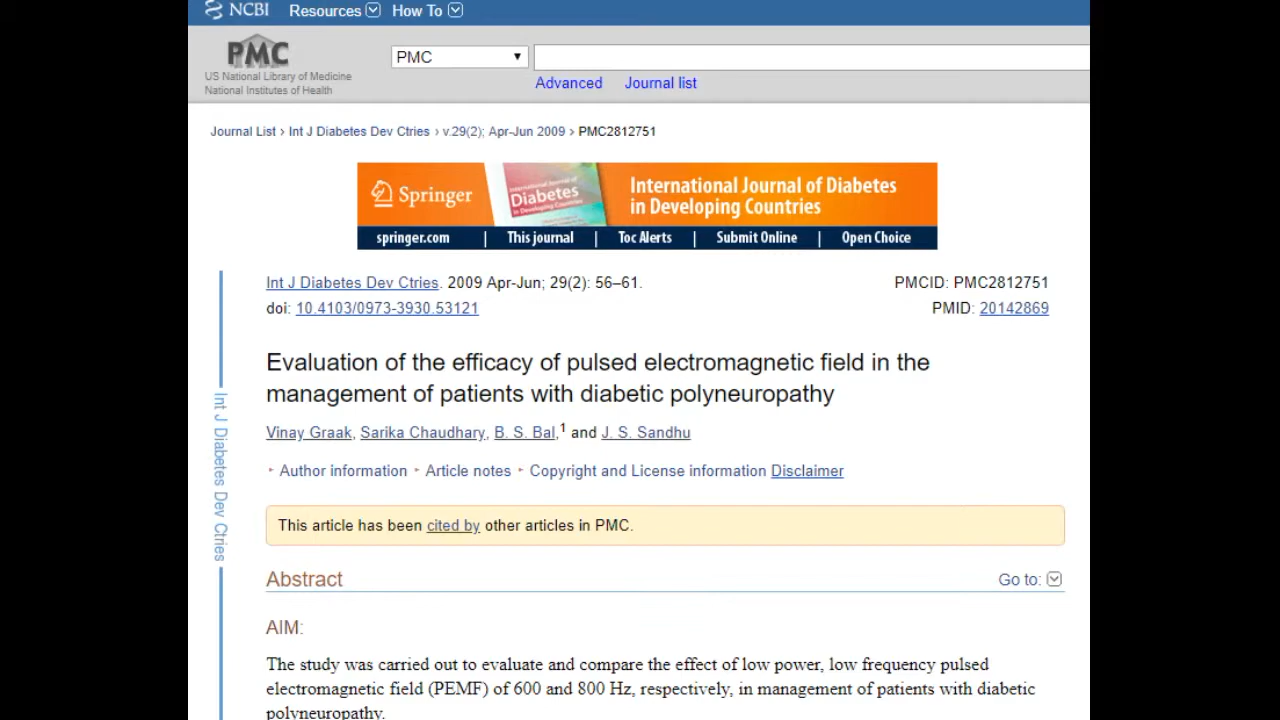 NCBI Resources How To
PMC
US National Library of Medicine
National Institutes of Health
PMC
Advanced Journal list
Journal List › Int J Diabetes Dev Ctries › v.29(2); Apr-Jun 2009 › PMC2812751
Springer
International Journal of
Diabetes
in Developing Countries
International Journal of Diabetes
in Developing Countries
springer.com | This journal | Toc Alerts | Submit Online | Open Choice
Int J Diabetes Dev Ctries. 2009 Apr-Jun; 29(2): 56–61.
PMCID: PMC2812751
doi: 10.4103/0973-3930.53121
PMID: 20142869
Evaluation of the efficacy of pulsed electromagnetic field in the
management of patients with diabetic polyneuropathy
Vinay Graak, Sarika Chaudhary, B. S. Bal,1 and J. S. Sandhu
Author information Article notes Copyright and License information Disclaimer
This article has been cited by other articles in PMC.
Int J Diabetes Dev Ctries
Abstract
Go to:
AIM:
The study was carried out to evaluate and compare the effect of low power, low frequency pulsed
electromagnetic field (PEMF) of 600 and 800 Hz, respectively, in management of patients with diabetic
polyneuropathy.